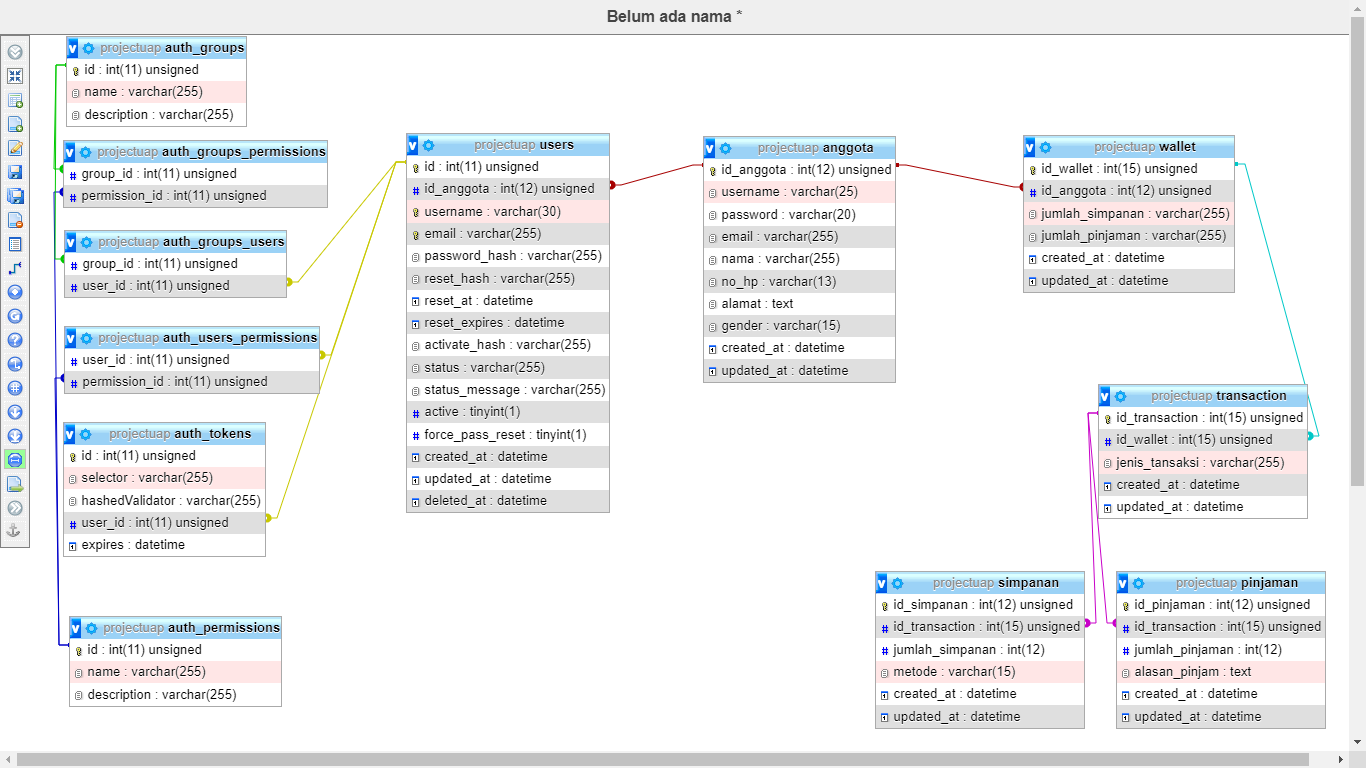 Belum ada nama *
projectuap auth_groups
id : int(11) unsigned
name : varchar(255)
description : varchar(255)
projectuap auth_groups_permissions
group_id : int(11) unsigned
permission_id : int(11) unsigned
projectuap auth_groups_users
group_id : int(11) unsigned
user_id : int(11) unsigned
projectuap auth_users_permissions
user_id : int(11) unsigned
permission_id : int(11) unsigned
projectuap auth_tokens
id : int(11) unsigned
selector : varchar(255)
hashedValidator : varchar(255)
user_id : int(11) unsigned
expires : datetime
projectuap auth_permissions
id : int(11) unsigned
name : varchar(255)
description : varchar(255)
projectuap users
id : int(11) unsigned
id_anggota : int(12) unsigned
username : varchar(30)
email : varchar(255)
password_hash : varchar(255)
reset_hash : varchar(255)
reset_at : datetime
reset_expires : datetime
activate_hash : varchar(255)
status : varchar(255)
status_message : varchar(255)
active : tinyint(1)
force_pass_reset : tinyint(1)
created_at : datetime
updated_at : datetime
deleted_at : datetime
projectuap anggota
id_anggota : int(12) unsigned
username : varchar(25)
password : varchar(20)
email : varchar(255)
nama : varchar(255)
no_hp : varchar(13)
alamat : text
gender : varchar(15)
created_at : datetime
updated_at : datetime
projectuap wallet
id_wallet : int(15) unsigned
id_anggota : int(12) unsigned
jumlah_simpanan : varchar(255)
jumlah_pinjaman : varchar(255)
created_at : datetime
updated_at : datetime
projectuap transaction
id_transaction : int(15) unsigned
id_wallet : int(15) unsigned
jenis_tansaksi : varchar(255)
created_at : datetime
updated_at : datetime
projectuap simpanan
id_simpanan : int(12) unsigned
id_transaction : int(15) unsigned
jumlah_simpanan : int(12)
metode : varchar(15)
created_at : datetime
updated_at : datetime
projectuap pinjaman
id_pinjaman : int(12) unsigned
id_transaction : int(15) unsigned
jumlah_pinjaman : int(12)
alasan_pinjam : text
created_at : datetime
updated_at : datetime